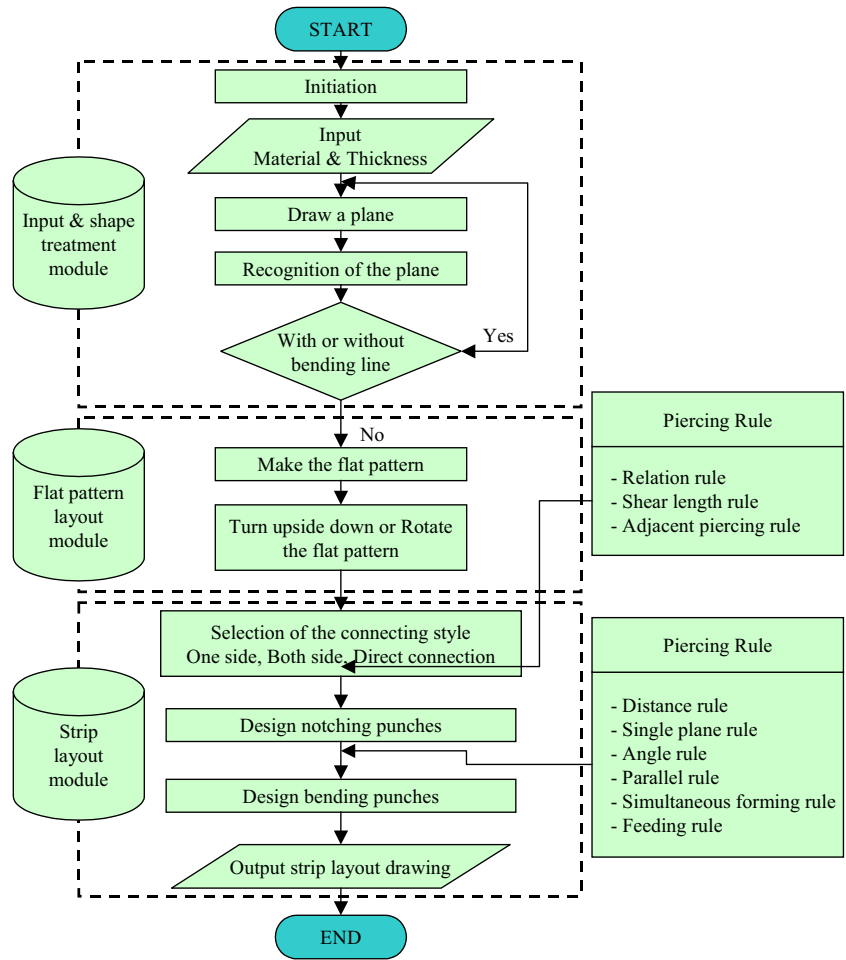 START
Initiation
Input
Material & Thickness
Input & shape
treatment
module
Draw a plane
Recognition of the plane
With or without
bending line
Yes
No
Flat pattern
layout
module
Make the flat pattern
Turn upside down or Rotate
the flat pattern
Piercing Rule
- Relation rule
- Shear length rule
- Adjacent piercing rule
Strip
layout
module
Selection of the connecting style
One side, Both side, Direct connection
Design notching punches
Design bending punches
Output strip layout drawing
Piercing Rule
- Distance rule
- Single plane rule
- Angle rule
- Parallel rule
- Simultaneous forming rule
- Feeding rule
END